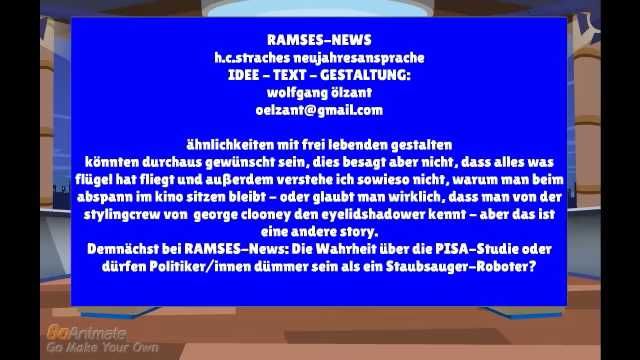 RAMSES-NEWS
h.c.straches neujahresansprache
IDEE - TEXT - GESTALTUNG:
wolfgang ölzant
oelzant@gmail.com
ähnlichkeiten mit frei lebenden gestalten
könnten durchaus gewünscht sein, dies besagt aber nicht, dass alles was
flügel hat fliegt und außerdem verstehe ich sowieso nicht, warum man beim
abspann im kino sitzen bleibt - oder glaubt man wirklich, dass man von der
stylingcrew von george clooney den eyelidshadower kennt - aber das ist
eine andere story.
Demnächst bei RAMSES-News: Die Wahrheit über die PISA-Studie oder
dürfen Politiker/innen dümmer sein als ein Staubsauger-Roboter?
GoAnimate
Go Make Your Own